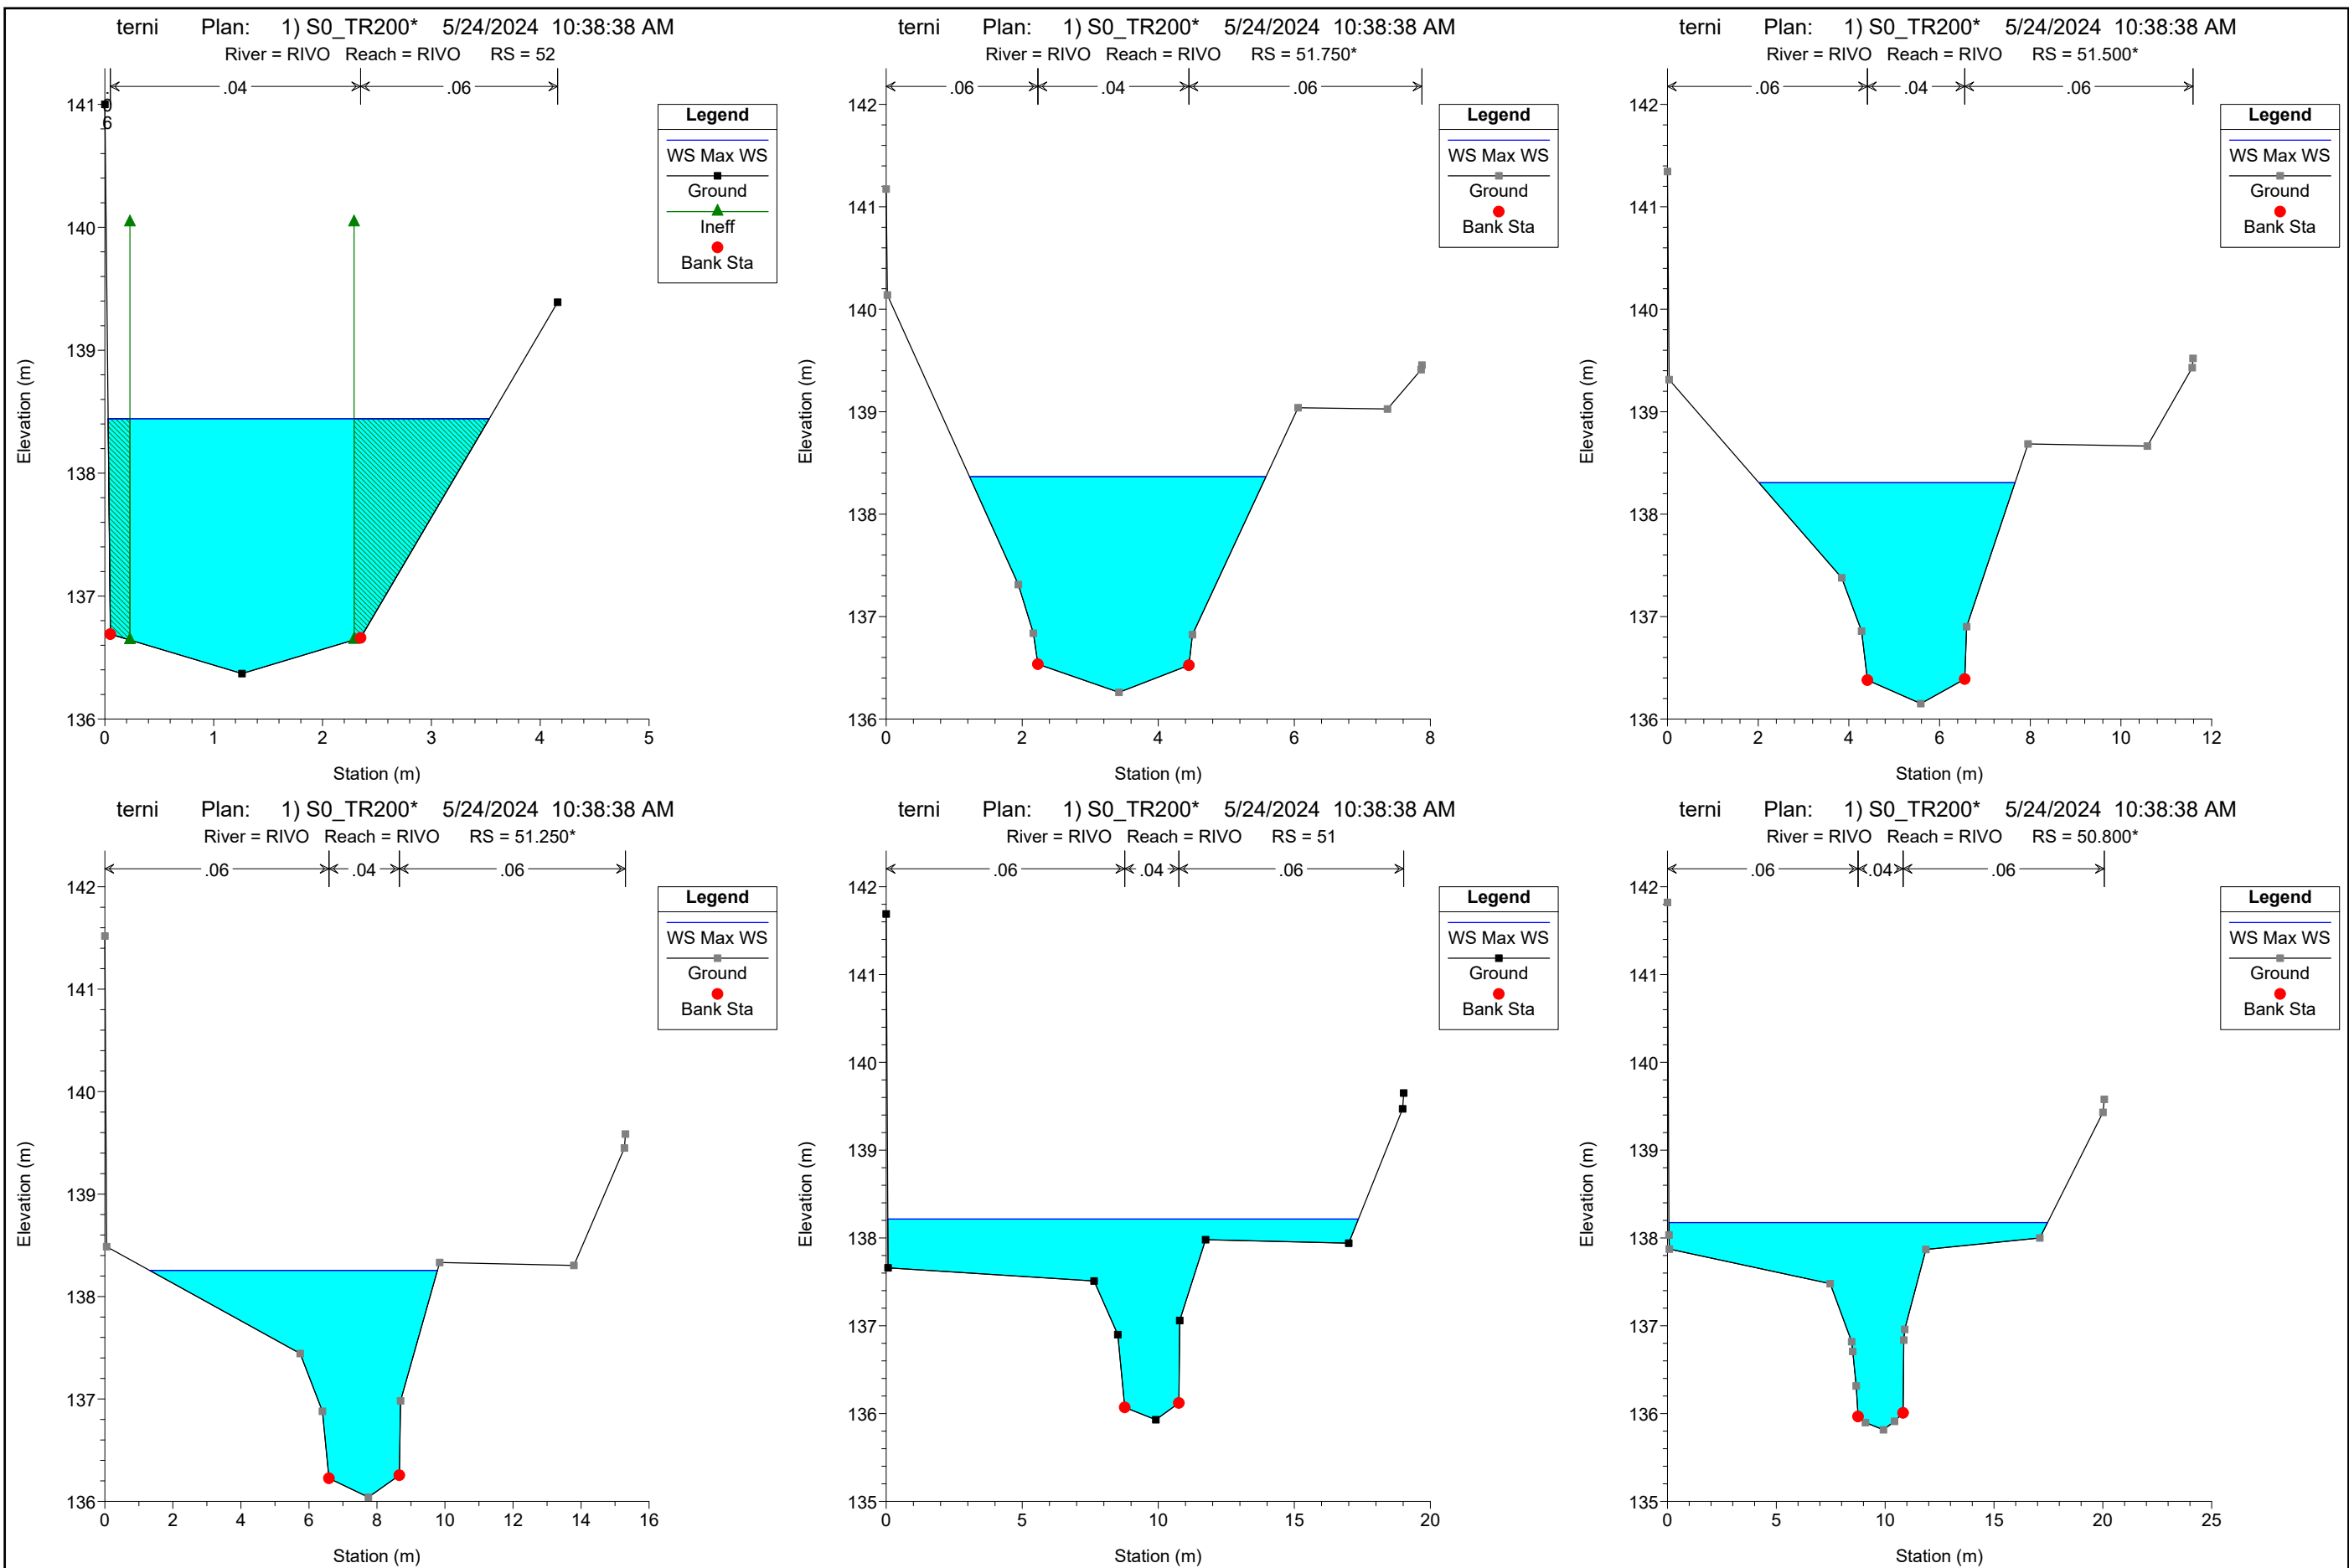 terni Plan: 1) S0_TR200* 5/24/2024 10:38:38 AM
River = RIVO Reach = RIVO RS = 52
.06 .04 .06
Legend
WS Max WS
Ground
Ineff
Bank Sta
141
140
139
138
137
136
Elevation (m)
0 1 2 3 4 5
Station (m)
terni Plan: 1) S0_TR200* 5/24/2024 10:38:38 AM
River = RIVO Reach = RIVO RS = 51.750*
.06 .04 .06
Legend
WS Max WS
Ground
Bank Sta
142
141
140
139
138
137
136
Elevation (m)
0 2 4 6 8
Station (m)
terni Plan: 1) S0_TR200* 5/24/2024 10:38:38 AM
River = RIVO Reach = RIVO RS = 51.500*
.06 .04 .06
Legend
WS Max WS
Ground
Bank Sta
142
141
140
139
138
137
136
Elevation (m)
0 2 4 6 8 10 12
Station (m)
terni Plan: 1) S0_TR200* 5/24/2024 10:38:38 AM
River = RIVO Reach = RIVO RS = 51.250*
.06 .04 .06
Legend
WS Max WS
Ground
Bank Sta
142
141
140
139
138
137
136
Elevation (m)
0 2 4 6 8 10 12 14 16
Station (m)
terni Plan: 1) S0_TR200* 5/24/2024 10:38:38 AM
River = RIVO Reach = RIVO RS = 51
.06 .04 .06
Legend
WS Max WS
Ground
Bank Sta
142
141
140
139
138
137
136
135
Elevation (m)
0 5 10 15 20
Station (m)
terni Plan: 1) S0_TR200* 5/24/2024 10:38:38 AM
River = RIVO Reach = RIVO RS = 50.800*
.06 .04 .06
Legend
WS Max WS
Ground
Bank Sta
142
141
140
139
138
137
136
135
Elevation (m)
0 5 10 15 20 25
Station (m)